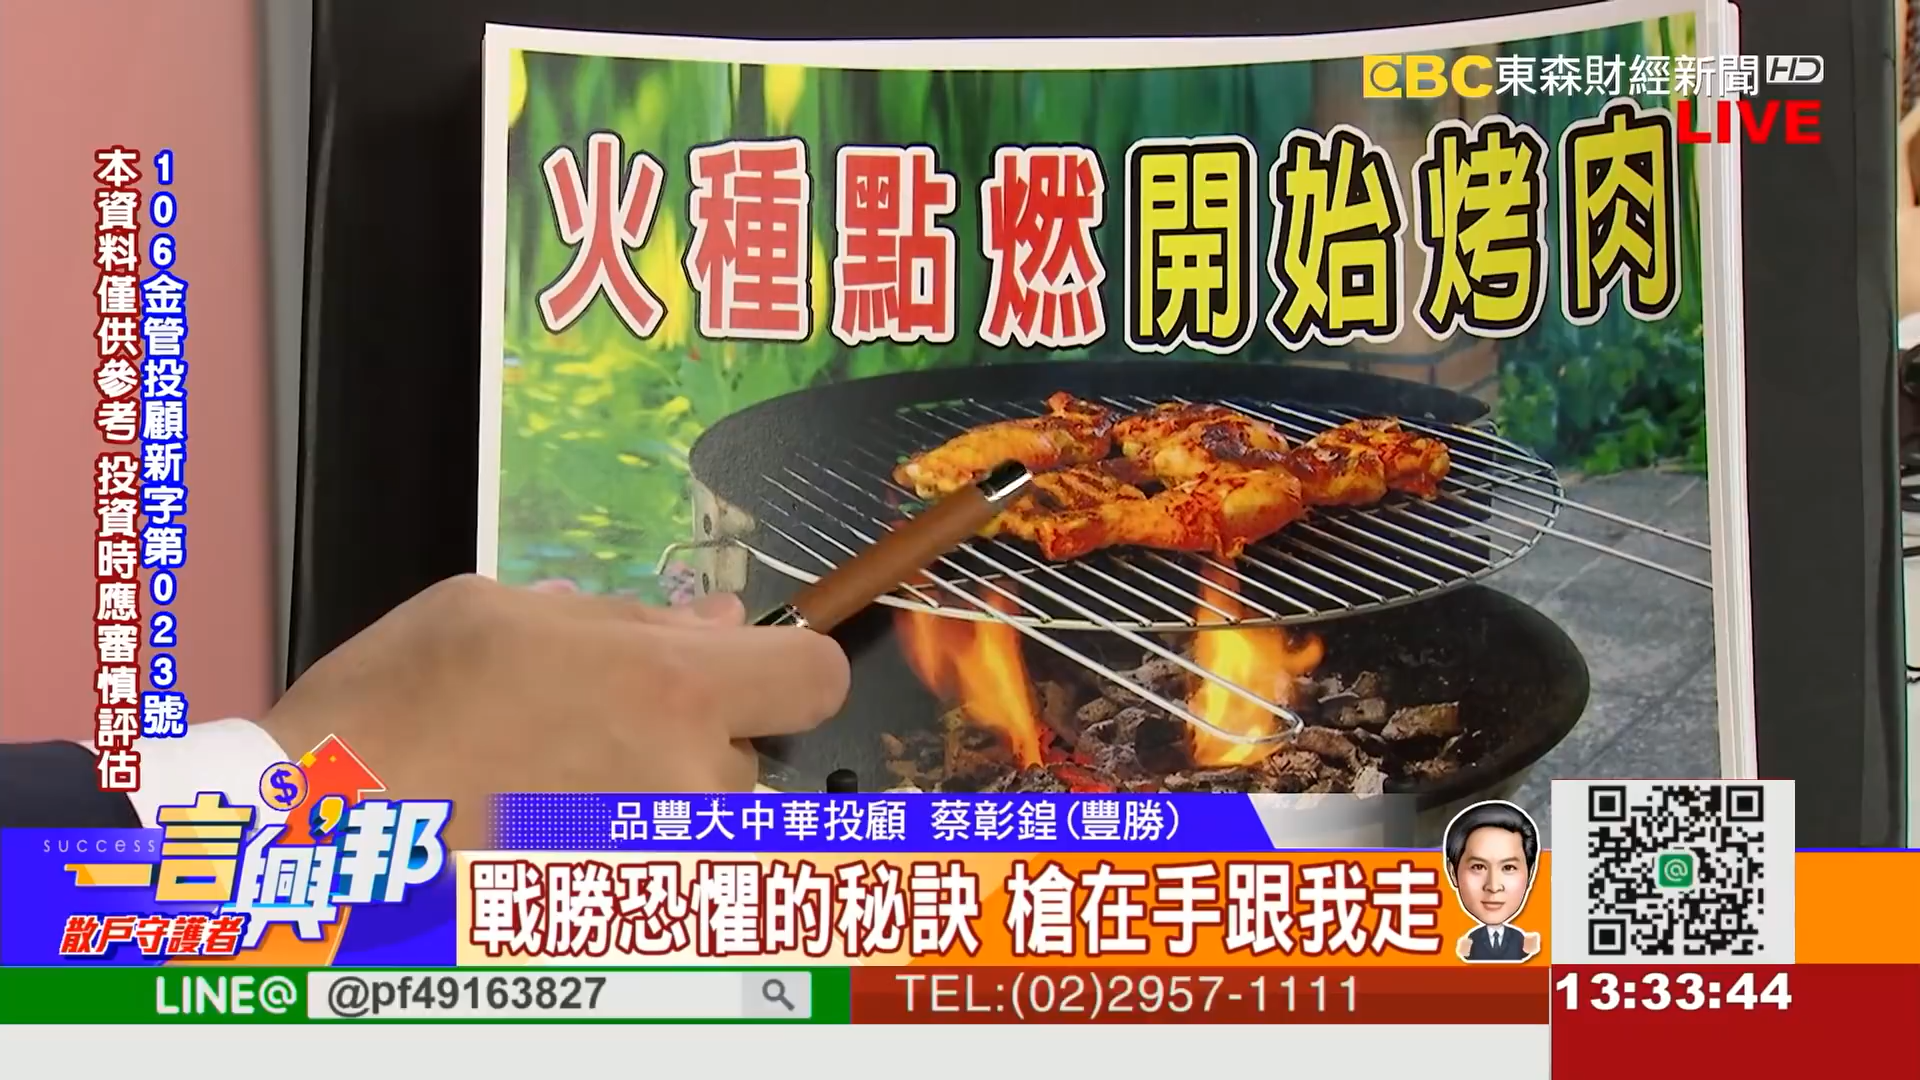 EBC東森財經新聞HD
LIVE
火種點燃開始烤肉
106金管投顧新字第023號
本資料僅供參考 投資時應審慎評估
success
一言興邦
散戶守護者
品豐大中華投顧 蔡彰鍠(豐勝)
戰勝恐懼的秘訣 槍在手跟我走
LINE@ @pf49163827
TEL:(02)2957-1111
13:33:44